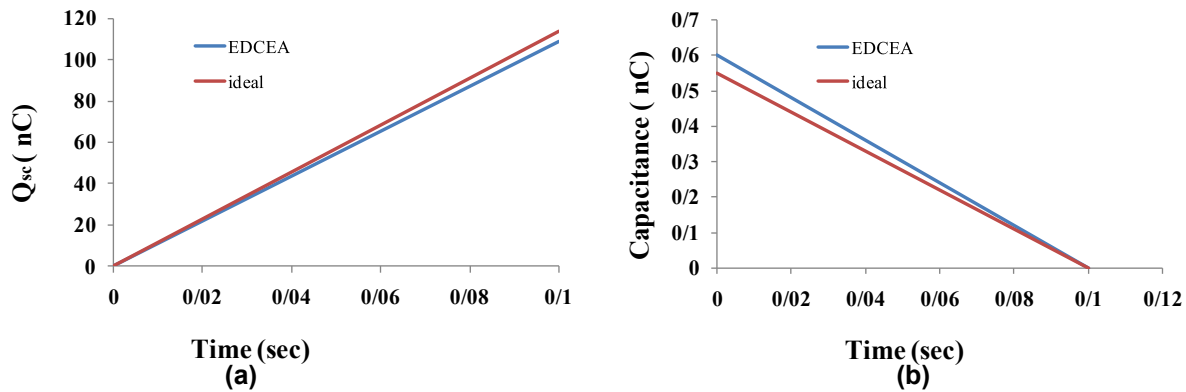 120
100
80
60
40
20
0
Qsc ( nC)
EDCEA
ideal
0 0/02 0/04 0/06 0/08 0/1
Time (sec)
(a)
0/7
0/6
0/5
0/4
0/3
0/2
0/1
0
Capacitance ( nC)
EDCEA
ideal
0 0/02 0/04 0/06 0/08 0/1 0/12
Time (sec)
(b)